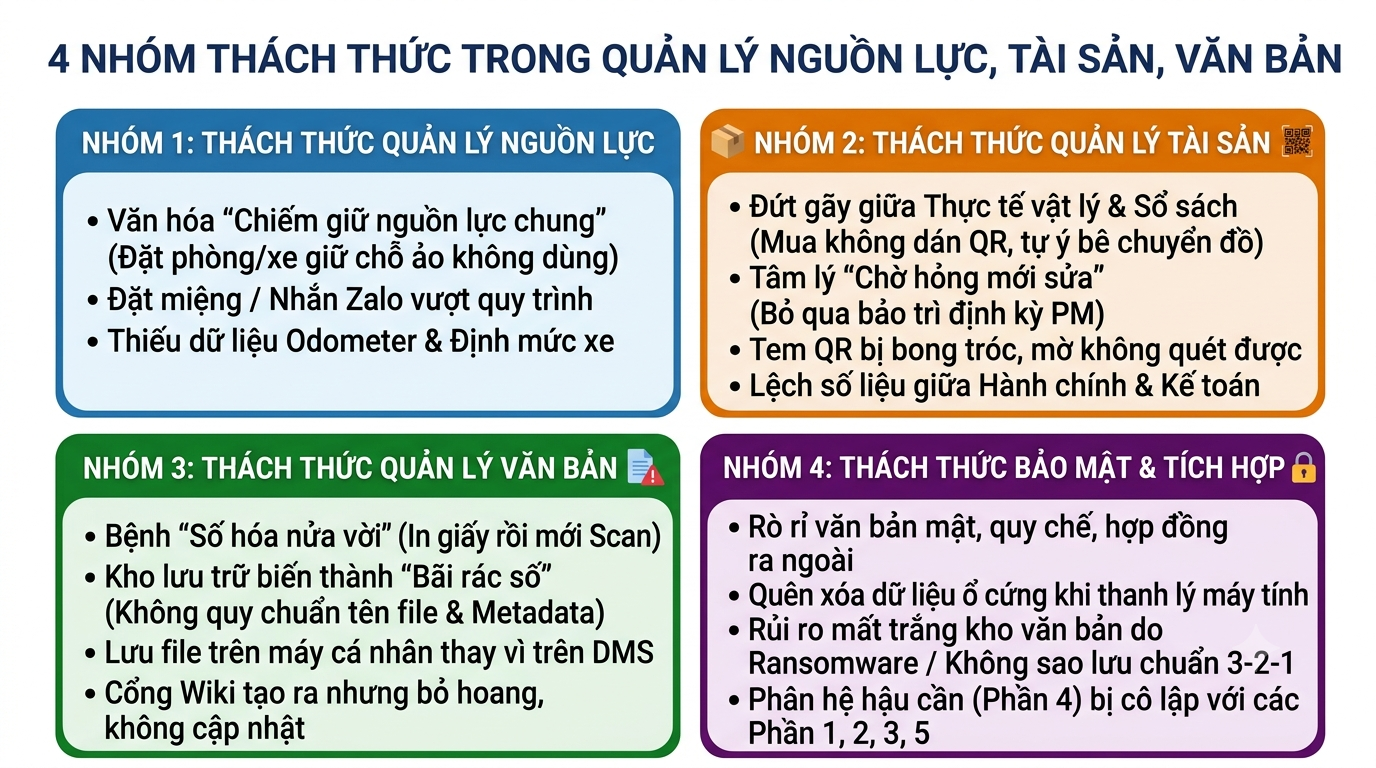 4 NHÓM THÁCH THỨC TRONG QUẢN LÝ NGUỒN LỰC, TÀI SẢN, VĂN BẢN
NHÓM 1: THÁCH THỨC QUẢN LÝ NGUỒN LỰC
• Văn hóa “Chiếm giữ nguồn lực chung”
(Đặt phòng/xe giữ chỗ ảo không dùng)
• Đặt miệng / Nhắn Zalo vượt quy trình
• Thiếu dữ liệu Odometer & Định mức xe
NHÓM 2: THÁCH THỨC QUẢN LÝ TÀI SẢN
• Đứt gãy giữa Thực tế vật lý & Sổ sách
(Mua không dán QR, tự ý bê chuyển đồ)
• Tâm lý “Chờ hỏng mới sửa”
(Bỏ qua bảo trì định kỳ PM)
• Tem QR bị bong tróc, mờ không quét được
• Lệch số liệu giữa Hành chính & Kế toán
NHÓM 3: THÁCH THỨC QUẢN LÝ VĂN BẢN
• Bệnh “Số hóa nửa vời” (In giấy rồi mới Scan)
• Kho lưu trữ biến thành “Bãi rác số”
(Không quy chuẩn tên file & Metadata)
• Lưu file trên máy cá nhân thay vì trên DMS
• Cổng Wiki tạo ra nhưng bỏ hoang,
không cập nhật
NHÓM 4: THÁCH THỨC BẢO MẬT & TÍCH HỢP
• Rò rỉ văn bản mật, quy chế, hợp đồng
ra ngoài
• Quên xóa dữ liệu ổ cứng khi thanh lý máy tính
• Rủi ro mất trắng kho văn bản do
Ransomware / Không sao lưu chuẩn 3-2-1
• Phân hệ hậu cần (Phần 4) bị cô lập với các
Phần 1, 2, 3, 5